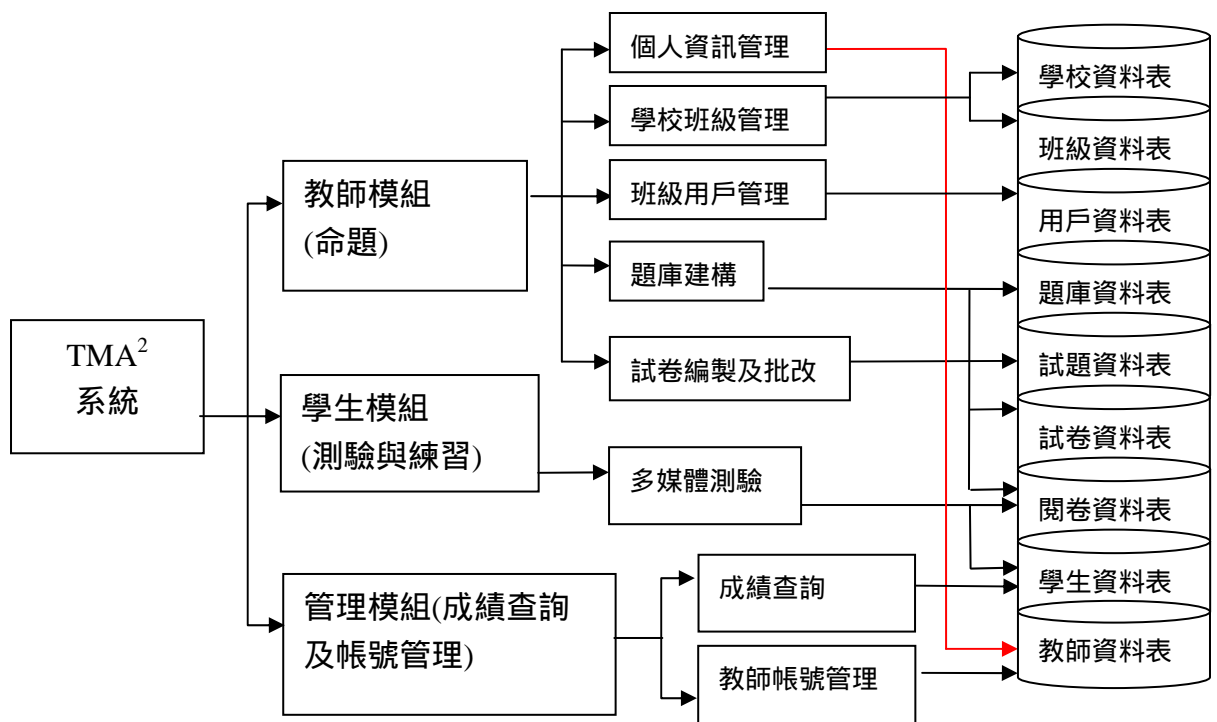 TMA²
系統
教師模組
(命題)
學生模組
(測驗與練習)
管理模組(成績查詢
及帳號管理)
個人資訊管理
學校班級管理
班級用戶管理
題庫建構
試卷編製及批改
多媒體測驗
成績查詢
教師帳號管理
學校資料表
班級資料表
用戶資料表
題庫資料表
試題資料表
試卷資料表
閱卷資料表
學生資料表
教師資料表